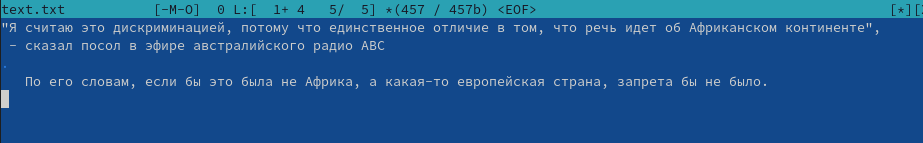 text.txt [-M-O] 0 L:[ 1+ 4 5/ 5] *(457 / 457b) <EOF> [*][
"Я считаю это дискриминацией, потому что единственное отличие в том, что речь идет об Африканском континенте",
– сказал посол в эфире австралийского радио ABC
.
По его словам, если бы это была не Африка, а какая-то европейская страна, запрета бы не было.